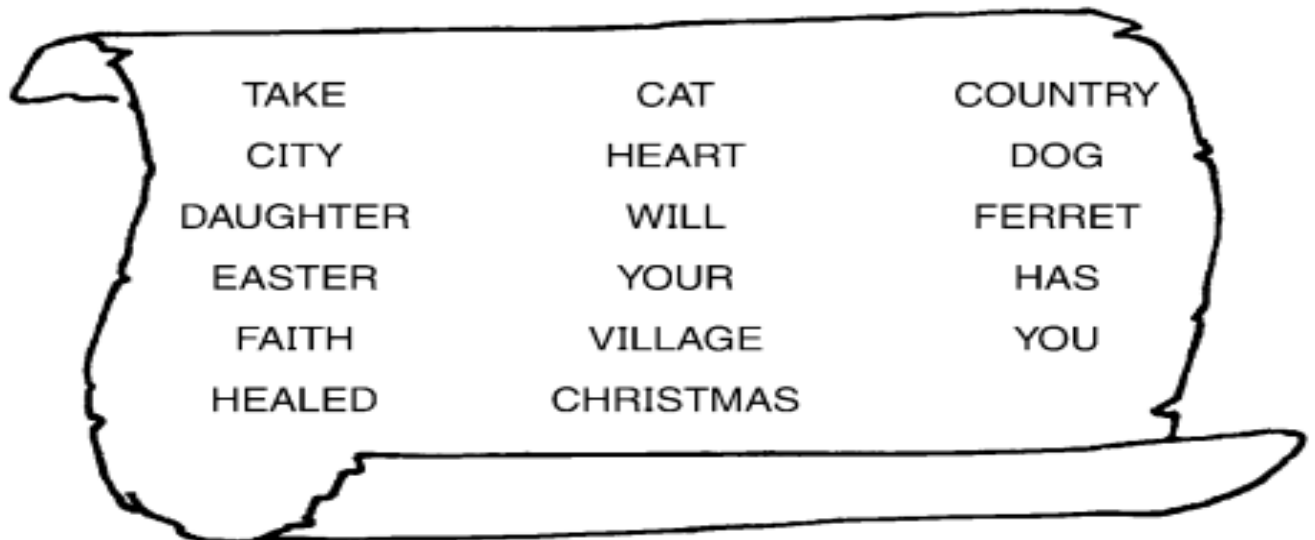 TAKE CAT COUNTRY
CITY HEART DOG
DAUGHTER WILL FERRET
EASTER YOUR HAS
FAITH VILLAGE YOU
HEALED CHRISTMAS